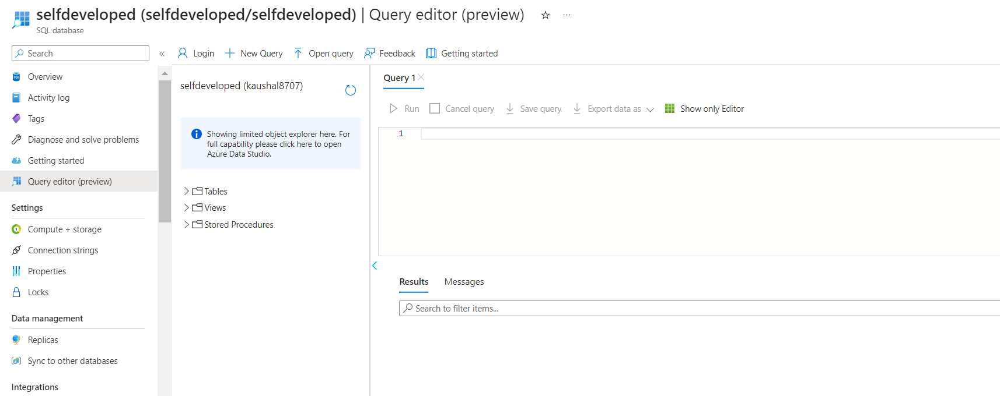 selfdeveloped (selfdeveloped/selfdeveloped) | Query editor (preview)
SQL database
Search
Login
New Query
Open query
Feedback
Getting started
Overview
Activity log
Tags
Diagnose and solve problems
Getting started
Query editor (preview)
Settings
Compute + storage
Connection strings
Properties
Locks
Data management
Replicas
Sync to other databases
Integrations
selfdeveloped (kaushal8707)
Showing limited object explorer here. For
full capability please click here to open
Azure Data Studio.
Tables
Views
Stored Procedures
Query 1
Run
Cancel query
Save query
Export data as
Show only Editor
1
Results
Messages
Search to filter items...